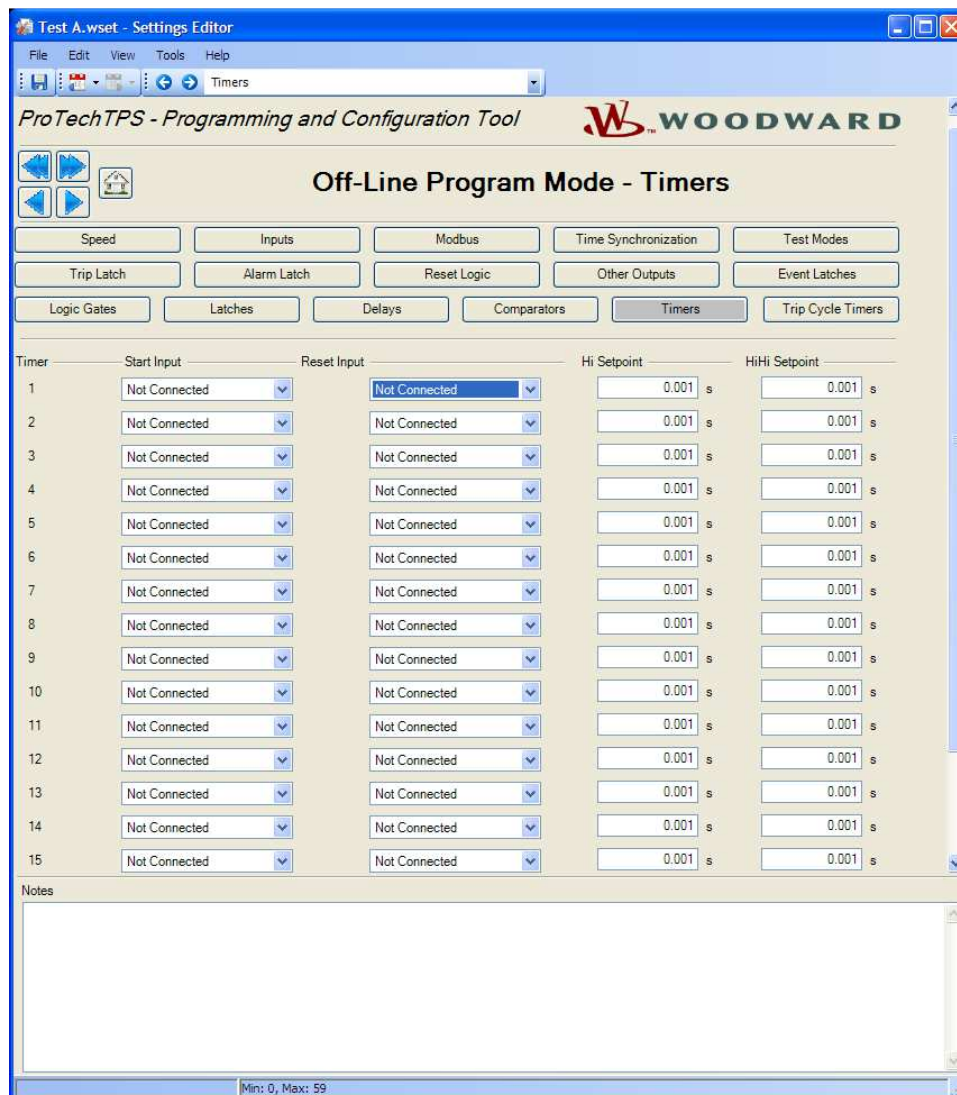 Test A.wset - Settings Editor
File Edit View Tools Help
Timers
ProTechTPS - Programming and Configuration Tool WOODWARD
Off-Line Program Mode - Timers
Speed Inputs Modbus Time Synchronization Test Modes
Trip Latch Alarm Latch Reset Logic Other Outputs Event Latches
Logic Gates Latches Delays Comparators Timers Trip Cycle Timers
Timer Start Input Reset Input Hi Setpoint HiHi Setpoint
1 Not Connected Not Connected 0.001 s 0.001 s
2 Not Connected Not Connected 0.001 s 0.001 s
3 Not Connected Not Connected 0.001 s 0.001 s
4 Not Connected Not Connected 0.001 s 0.001 s
5 Not Connected Not Connected 0.001 s 0.001 s
6 Not Connected Not Connected 0.001 s 0.001 s
7 Not Connected Not Connected 0.001 s 0.001 s
8 Not Connected Not Connected 0.001 s 0.001 s
9 Not Connected Not Connected 0.001 s 0.001 s
10 Not Connected Not Connected 0.001 s 0.001 s
11 Not Connected Not Connected 0.001 s 0.001 s
12 Not Connected Not Connected 0.001 s 0.001 s
13 Not Connected Not Connected 0.001 s 0.001 s
14 Not Connected Not Connected 0.001 s 0.001 s
15 Not Connected Not Connected 0.001 s 0.001 s
Notes
Min: 0, Max: 59